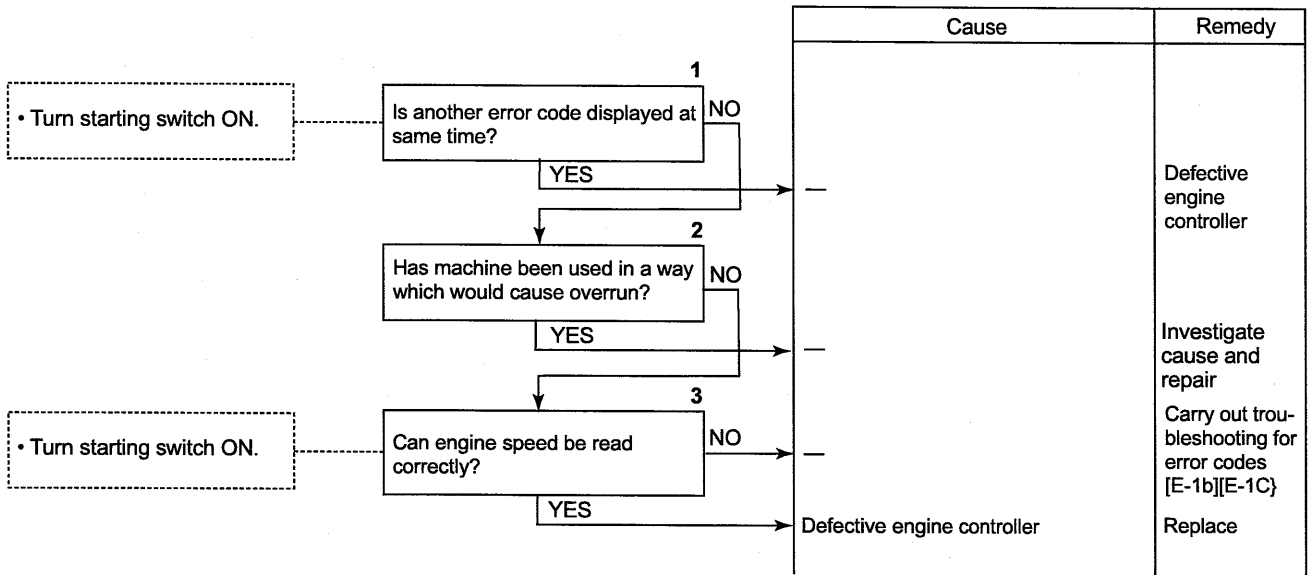 Cause
Remedy
1
• Turn starting switch ON.
Is another error code displayed at
same time?
NO
YES
—
Defective
engine
controller
2
Has machine been used in a way
which would cause overrun?
NO
YES
—
Investigate
cause and
repair
3
• Turn starting switch ON.
Can engine speed be read
correctly?
NO
—
Carry out trou-
bleshooting for
error codes
[E-1b][E-1C}
YES
Defective engine controller
Replace